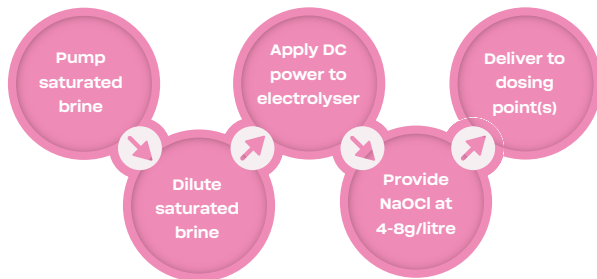 Pump
saturated
brine
Dilute
saturated
brine
Apply DC
power to
electrolyser
Provide
NaOCl at
4-8g/litre
Deliver to
dosing
point(s)